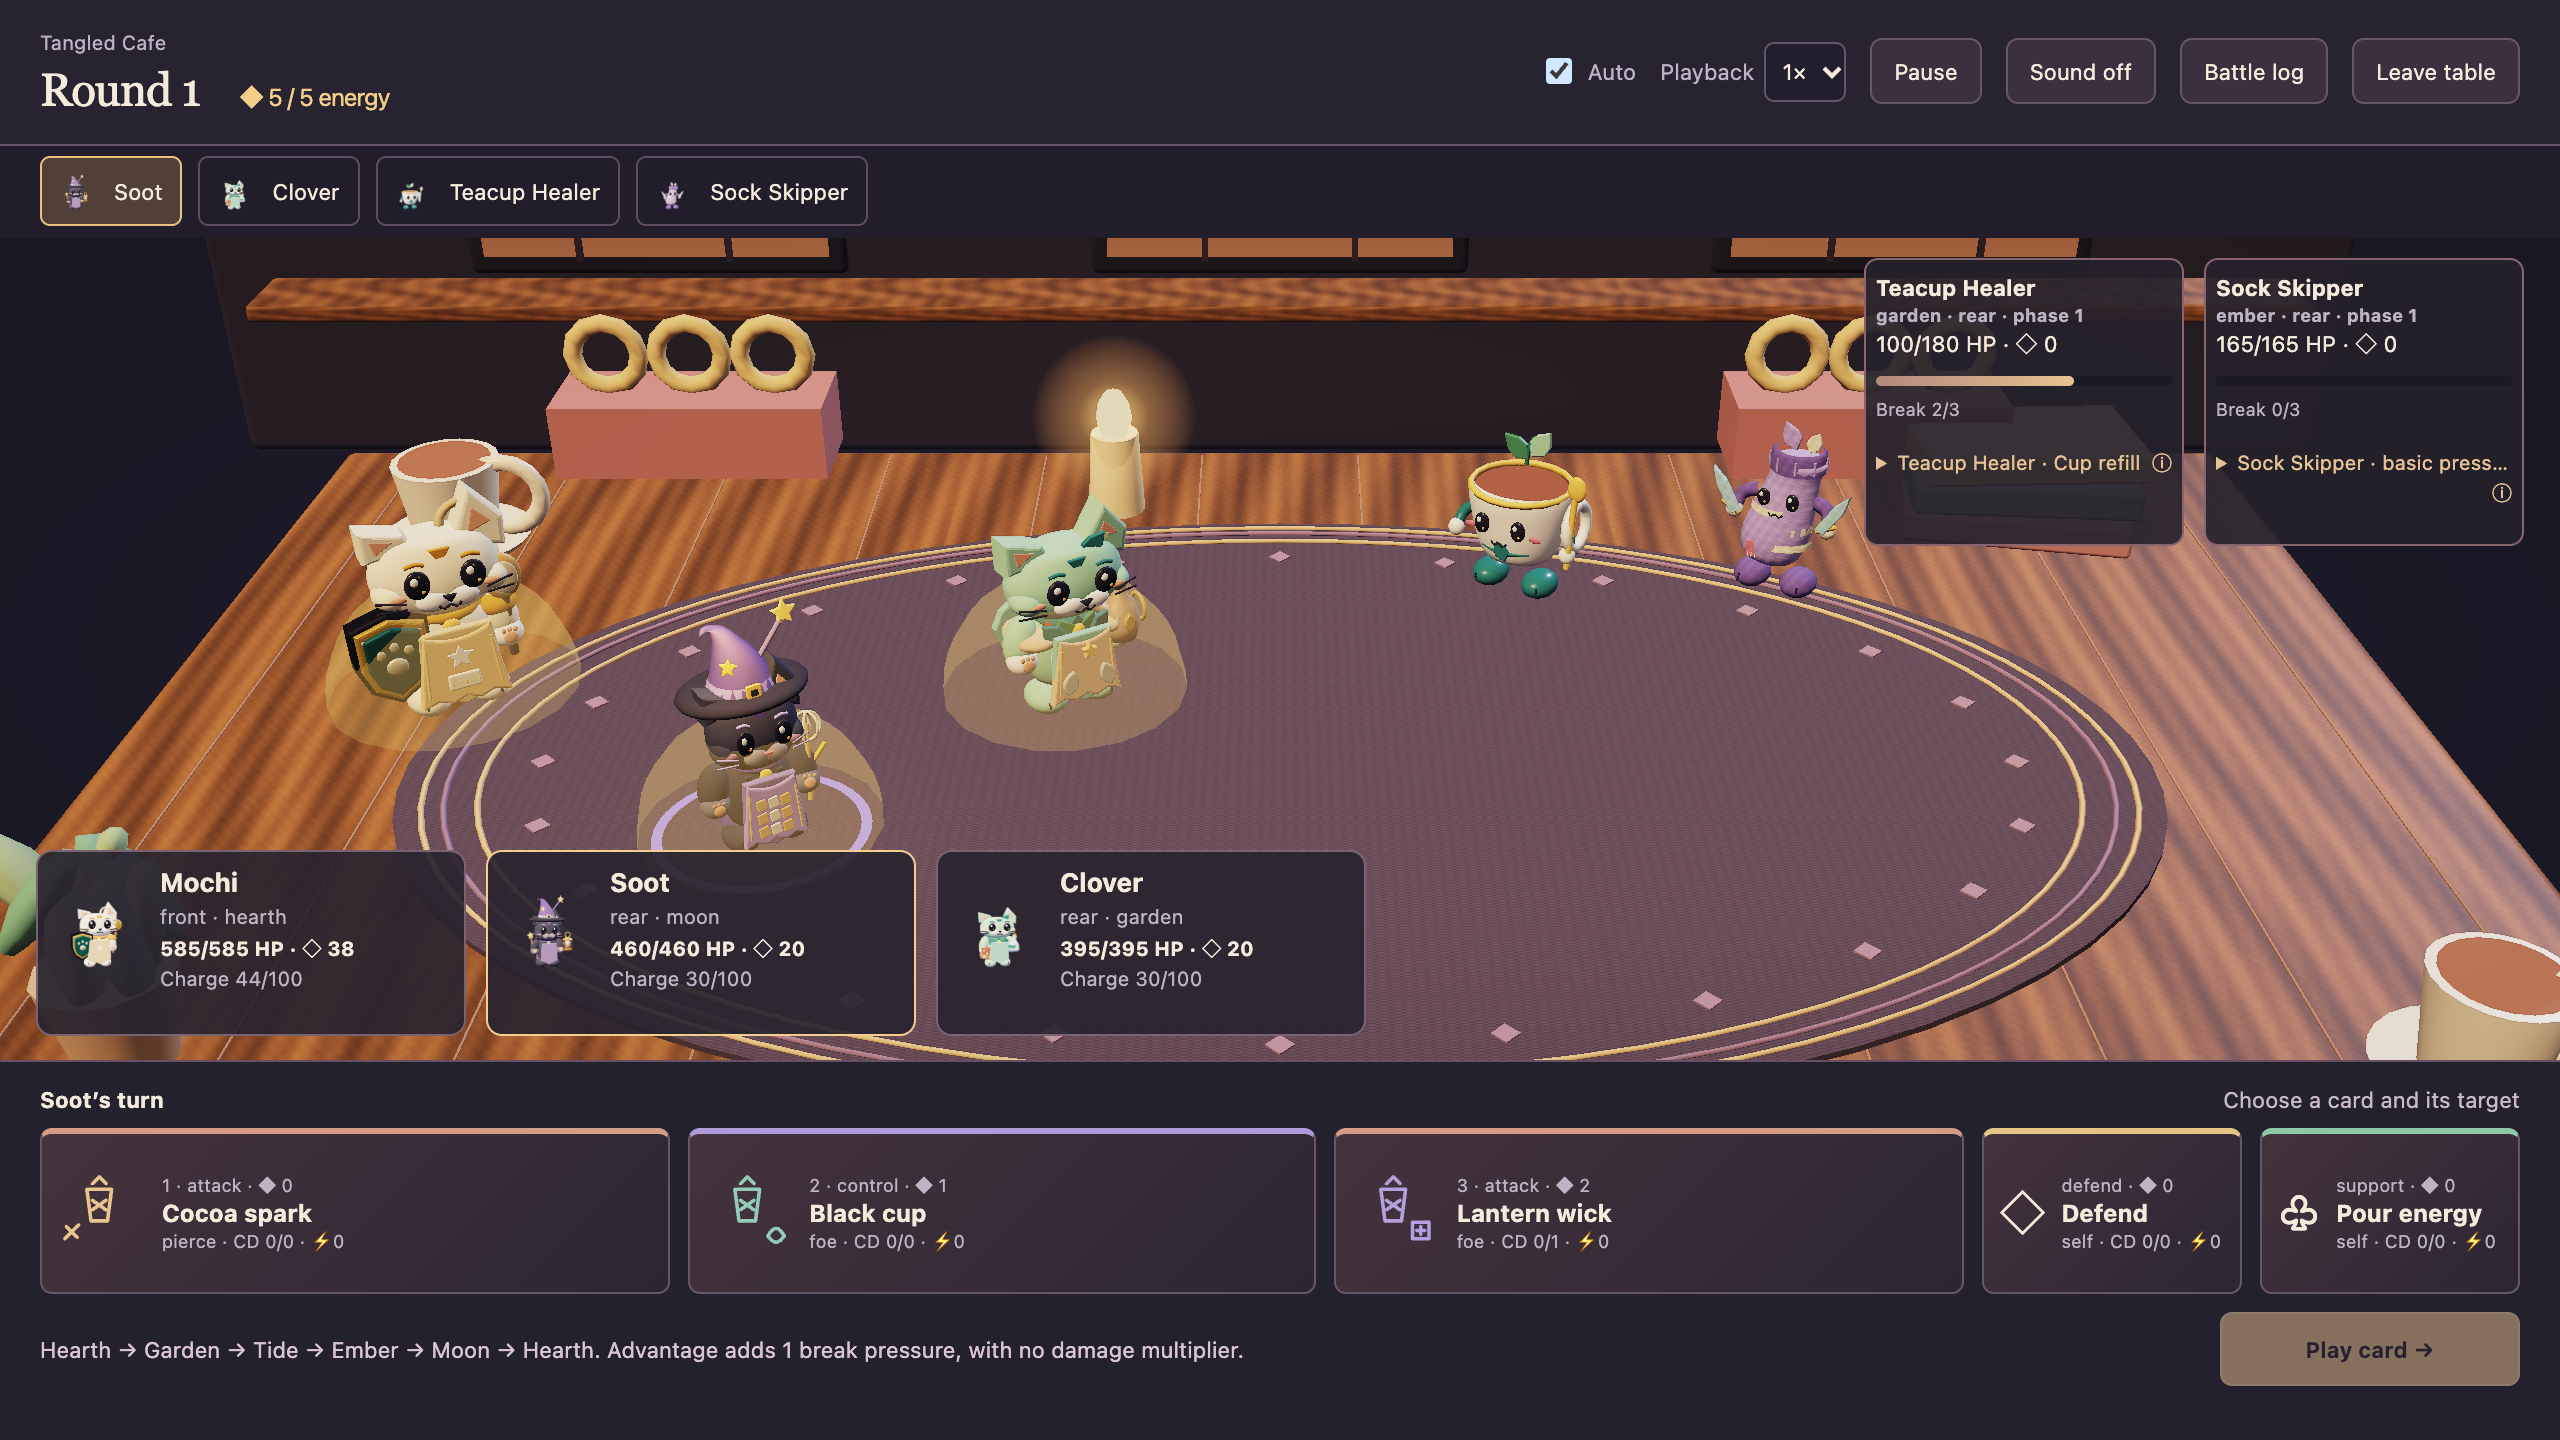 Tangled Cafe
Round 1
◆ 5 / 5 energy
Auto
Playback
1×
Pause
Sound off
Battle log
Leave table
Soot
Clover
Teacup Healer
Sock Skipper
Teacup Healer
garden · rear · phase 1
100/180 HP · ◇ 0
Break 2/3
▶ Teacup Healer · Cup refill ⓘ
Sock Skipper
ember · rear · phase 1
165/165 HP · ◇ 0
Break 0/3
▶ Sock Skipper · basic press... ⓘ
Mochi
front · hearth
585/585 HP · ◇ 38
Charge 44/100
Soot
rear · moon
460/460 HP · ◇ 20
Charge 30/100
Clover
rear · garden
395/395 HP · ◇ 20
Charge 30/100
Soot’s turn
Choose a card and its target
1 · attack · ◆ 0
Cocoa spark
pierce · CD 0/0 · ⚡0
2 · control · ◆ 1
Black cup
foe · CD 0/0 · ⚡0
3 · attack · ◆ 2
Lantern wick
foe · CD 0/1 · ⚡0
defend · ◆ 0
Defend
self · CD 0/0 · ⚡0
support · ◆ 0
Pour energy
self · CD 0/0 · ⚡0
Hearth → Garden → Tide → Ember → Moon → Hearth. Advantage adds 1 break pressure, with no damage multiplier.
Play card →